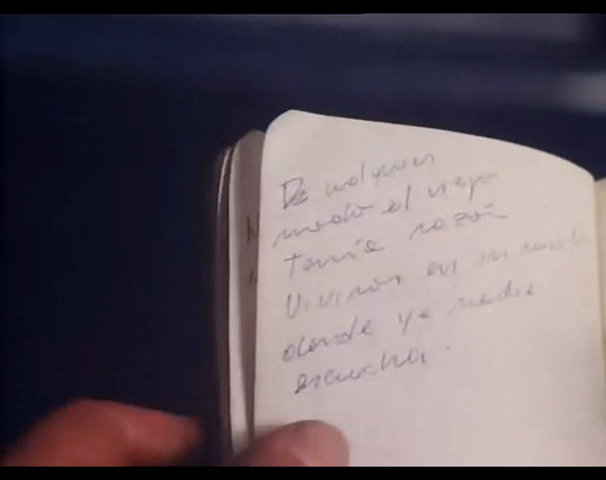 De cualquier
modo el viejo
tenía razón
Vivimos en un mundo
donde ya nadie
escucha.